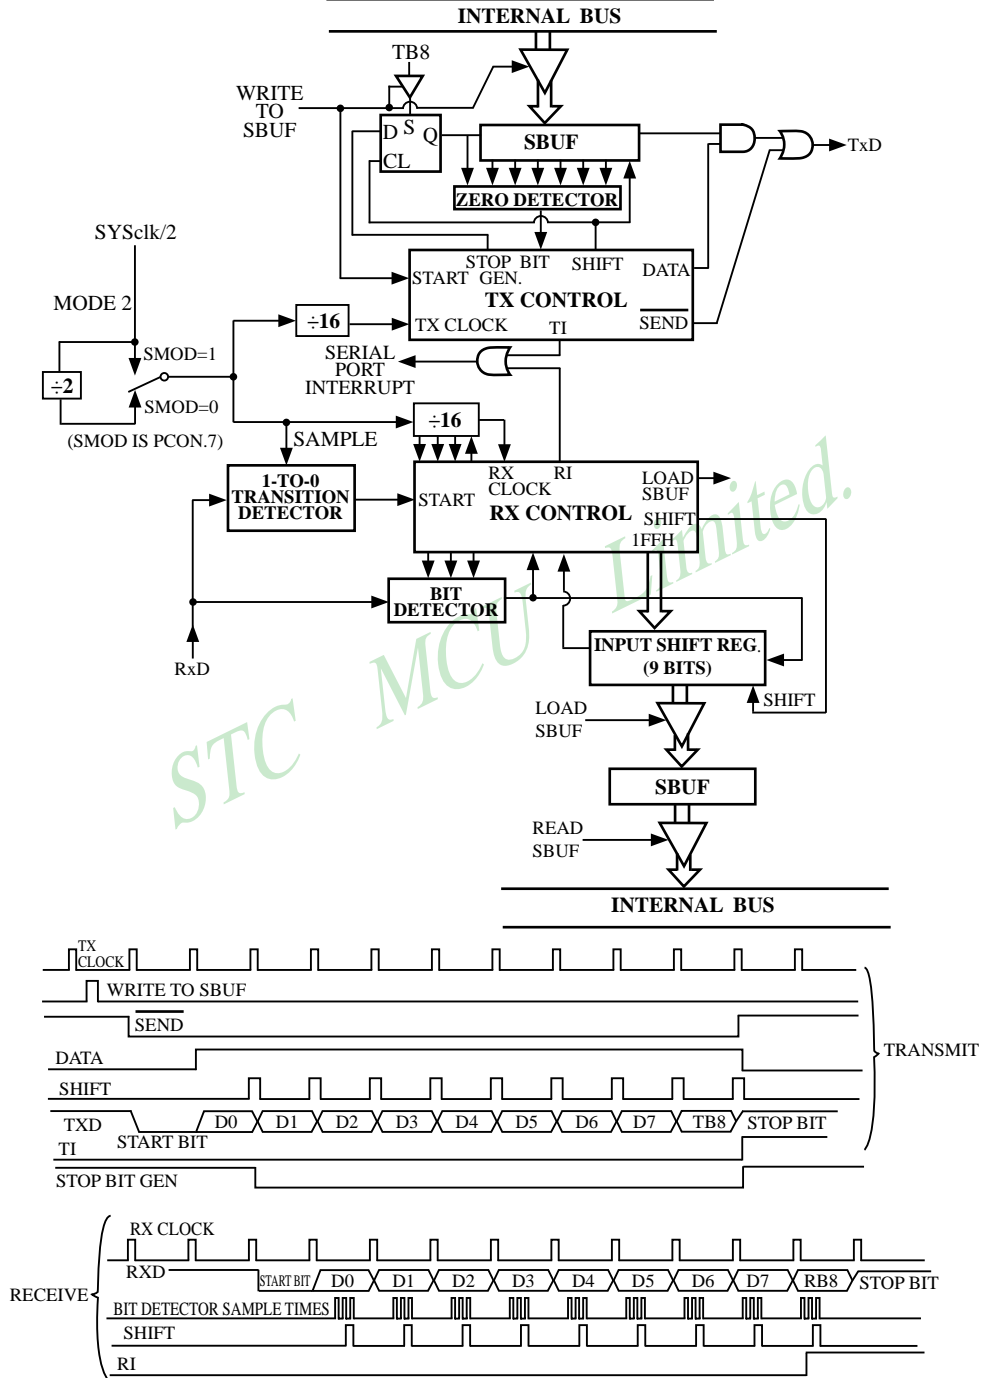 INTERNAL BUS
TB8
WRITE
TO
SBUF
D S Q
CL
SBUF
TxD
ZERO DETECTOR
SYSclk/2
STOP BIT SHIFT
START GEN. DATA
TX CONTROL
MODE 2
÷16
TX CLOCK TI SEND
SERIAL
PORT
INTERRUPT
SMOD=1
÷2
SMOD=0
(SMOD IS PCON.7)
÷16
SAMPLE
1-TO-0
TRANSITION
DETECTOR
RX RI LOAD
CLOCK SBUF
START
RX CONTROL SHIFT
1FFH
BIT
DETECTOR
RxD
INPUT SHIFT REG.
(9 BITS)
SHIFT
LOAD
SBUF
SBUF
READ
SBUF
INTERNAL BUS
STC MCU Limited.
TX
CLOCK
WRITE TO SBUF
SEND
DATA
TRANSMIT
SHIFT
TXD START BIT D0 D1 D2 D3 D4 D5 D6 D7 TB8 STOP BIT
TI
STOP BIT GEN
RX CLOCK
RXD START BIT D0 D1 D2 D3 D4 D5 D6 D7 RB8 STOP BIT
RECEIVE
BIT DETECTOR SAMPLE TIMES
SHIFT
RI